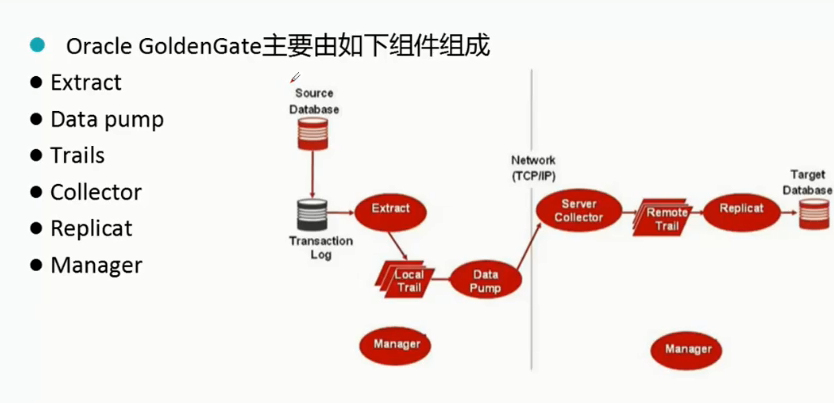 Oracle GoldenGate主要由如下组件组成
Extract
Data pump
Trails
Collector
Replicat
Manager
Source
Database
Transaction
Log
Extract
Local
Trail
Data
Pump
Manager
Network
(TCP/IP)
Server
Collector
Remote
Trail
Replicat
Target
Database
Manager